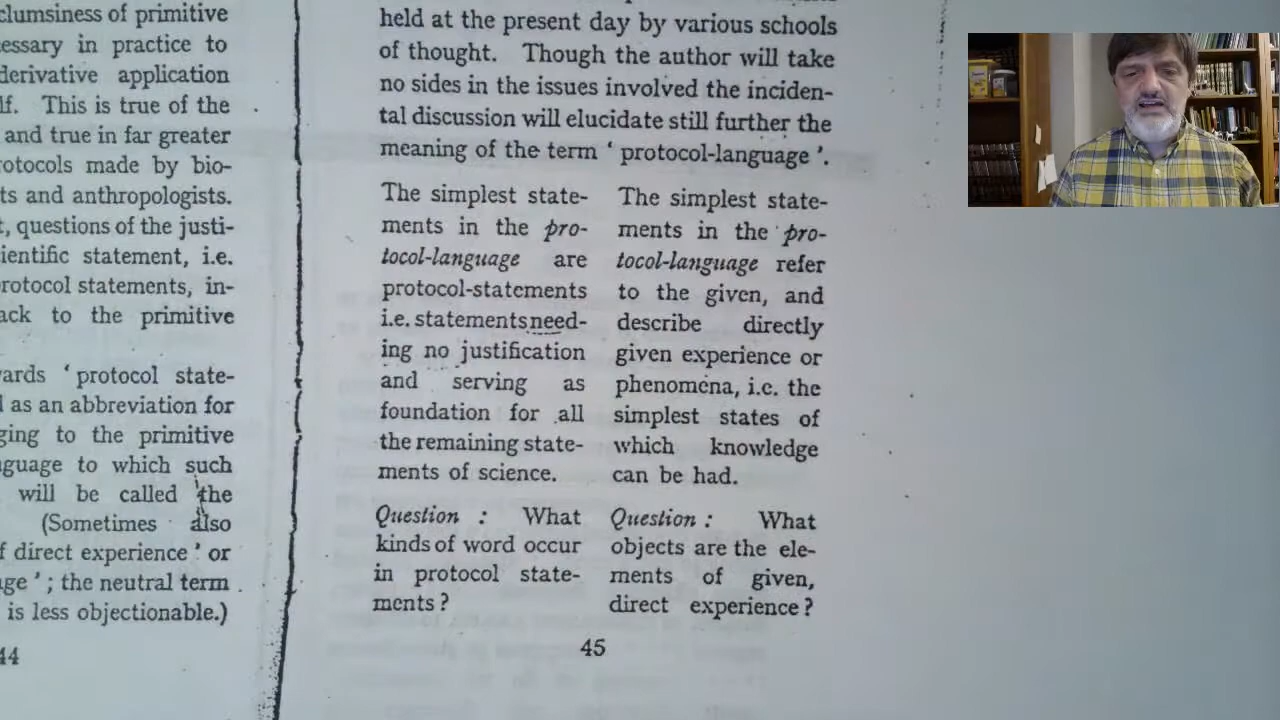 clumsiness of primitive
essary in practice to
derivative application
lf. This is true of the
and true in far greater
rotocols made by bio-
ts and anthropologists.
t, questions of the justi-
ientific statement, i.e.
rotocol statements, in-
ack to the primitive
vards ‘ protocol state-
l as an abbreviation for
ging to the primitive
nguage to which such
will be called the
(Sometimes also
f direct experience ’ or
age ’ ; the neutral term
is less objectionable.)
44
held at the present day by various schools
of thought. Though the author will take
no sides in the issues involved the inciden-
tal discussion will elucidate still further the
meaning of the term ‘ protocol-language ’.
The simplest state-
ments in the pro-
tocol-language are
protocol-statements
i.e. statements need-
ing no justification
and serving as
foundation for all
the remaining state-
ments of science.
Question : What
kinds of word occur
in protocol state-
ments ?
The simplest state-
ments in the pro-
tocol-language refer
to the given, and
describe directly
given experience or
phenomena, i.e. the
simplest states of
which knowledge
can be had.
Question : What
objects are the ele-
ments of given,
direct experience ?
45